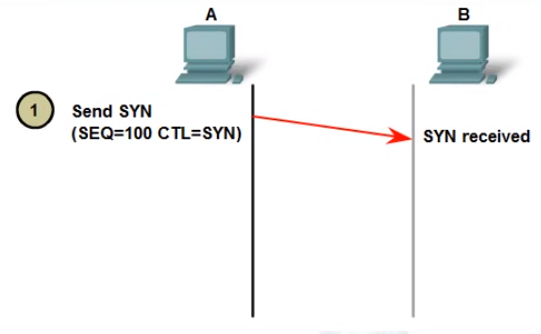 A
B
1
Send SYN
(SEQ=100 CTL=SYN)
SYN received